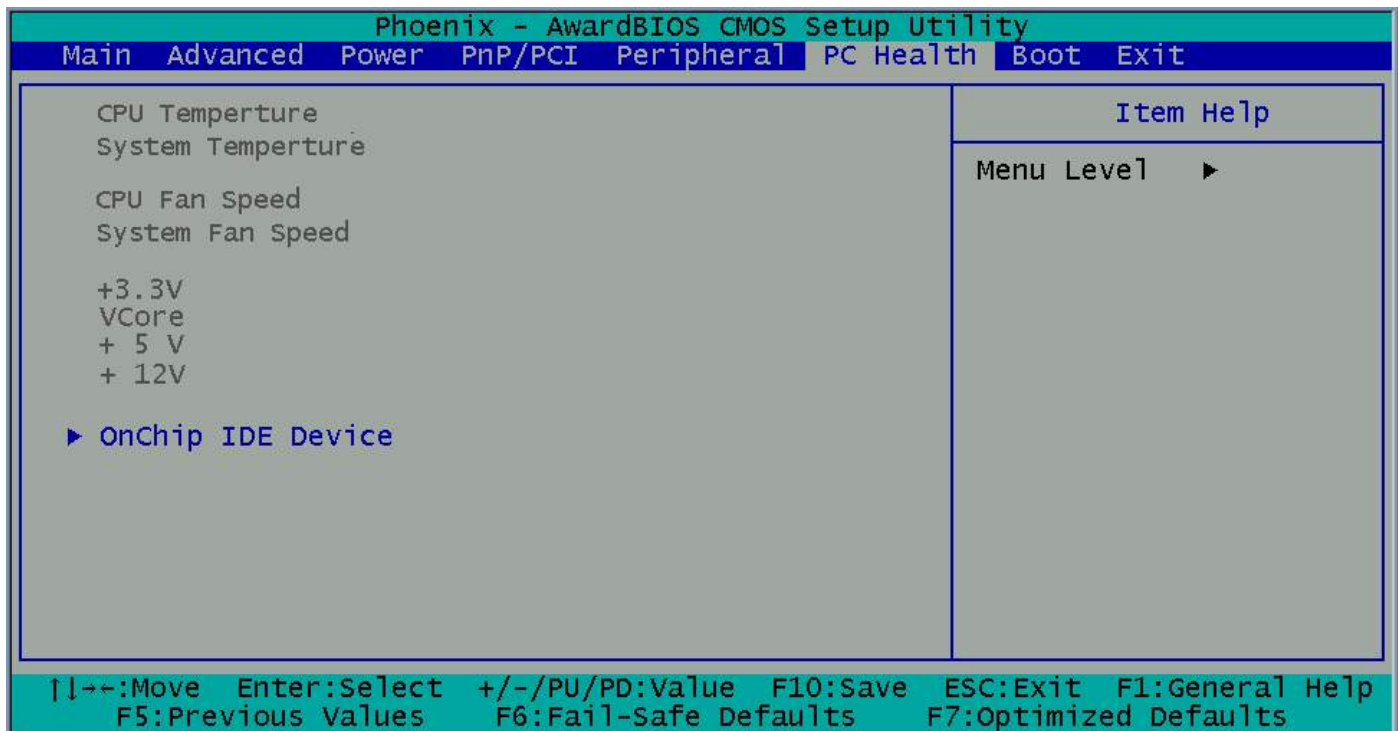 Phoenix - AwardBIOS CMOS Setup Utility
Main Advanced Power PnP/PCI Peripheral PC Health Boot Exit
CPU Temperture
System Temperture
CPU Fan Speed
System Fan Speed
+3.3V
VCore
+ 5 V
+ 12V
▶ OnChip IDE Device
Item Help
Menu Level ▶
↑↓→←:Move Enter:Select +/-/PU/PD:Value F10:Save ESC:Exit F1:General Help
F5:Previous Values F6:Fail-Safe Defaults F7:Optimized Defaults